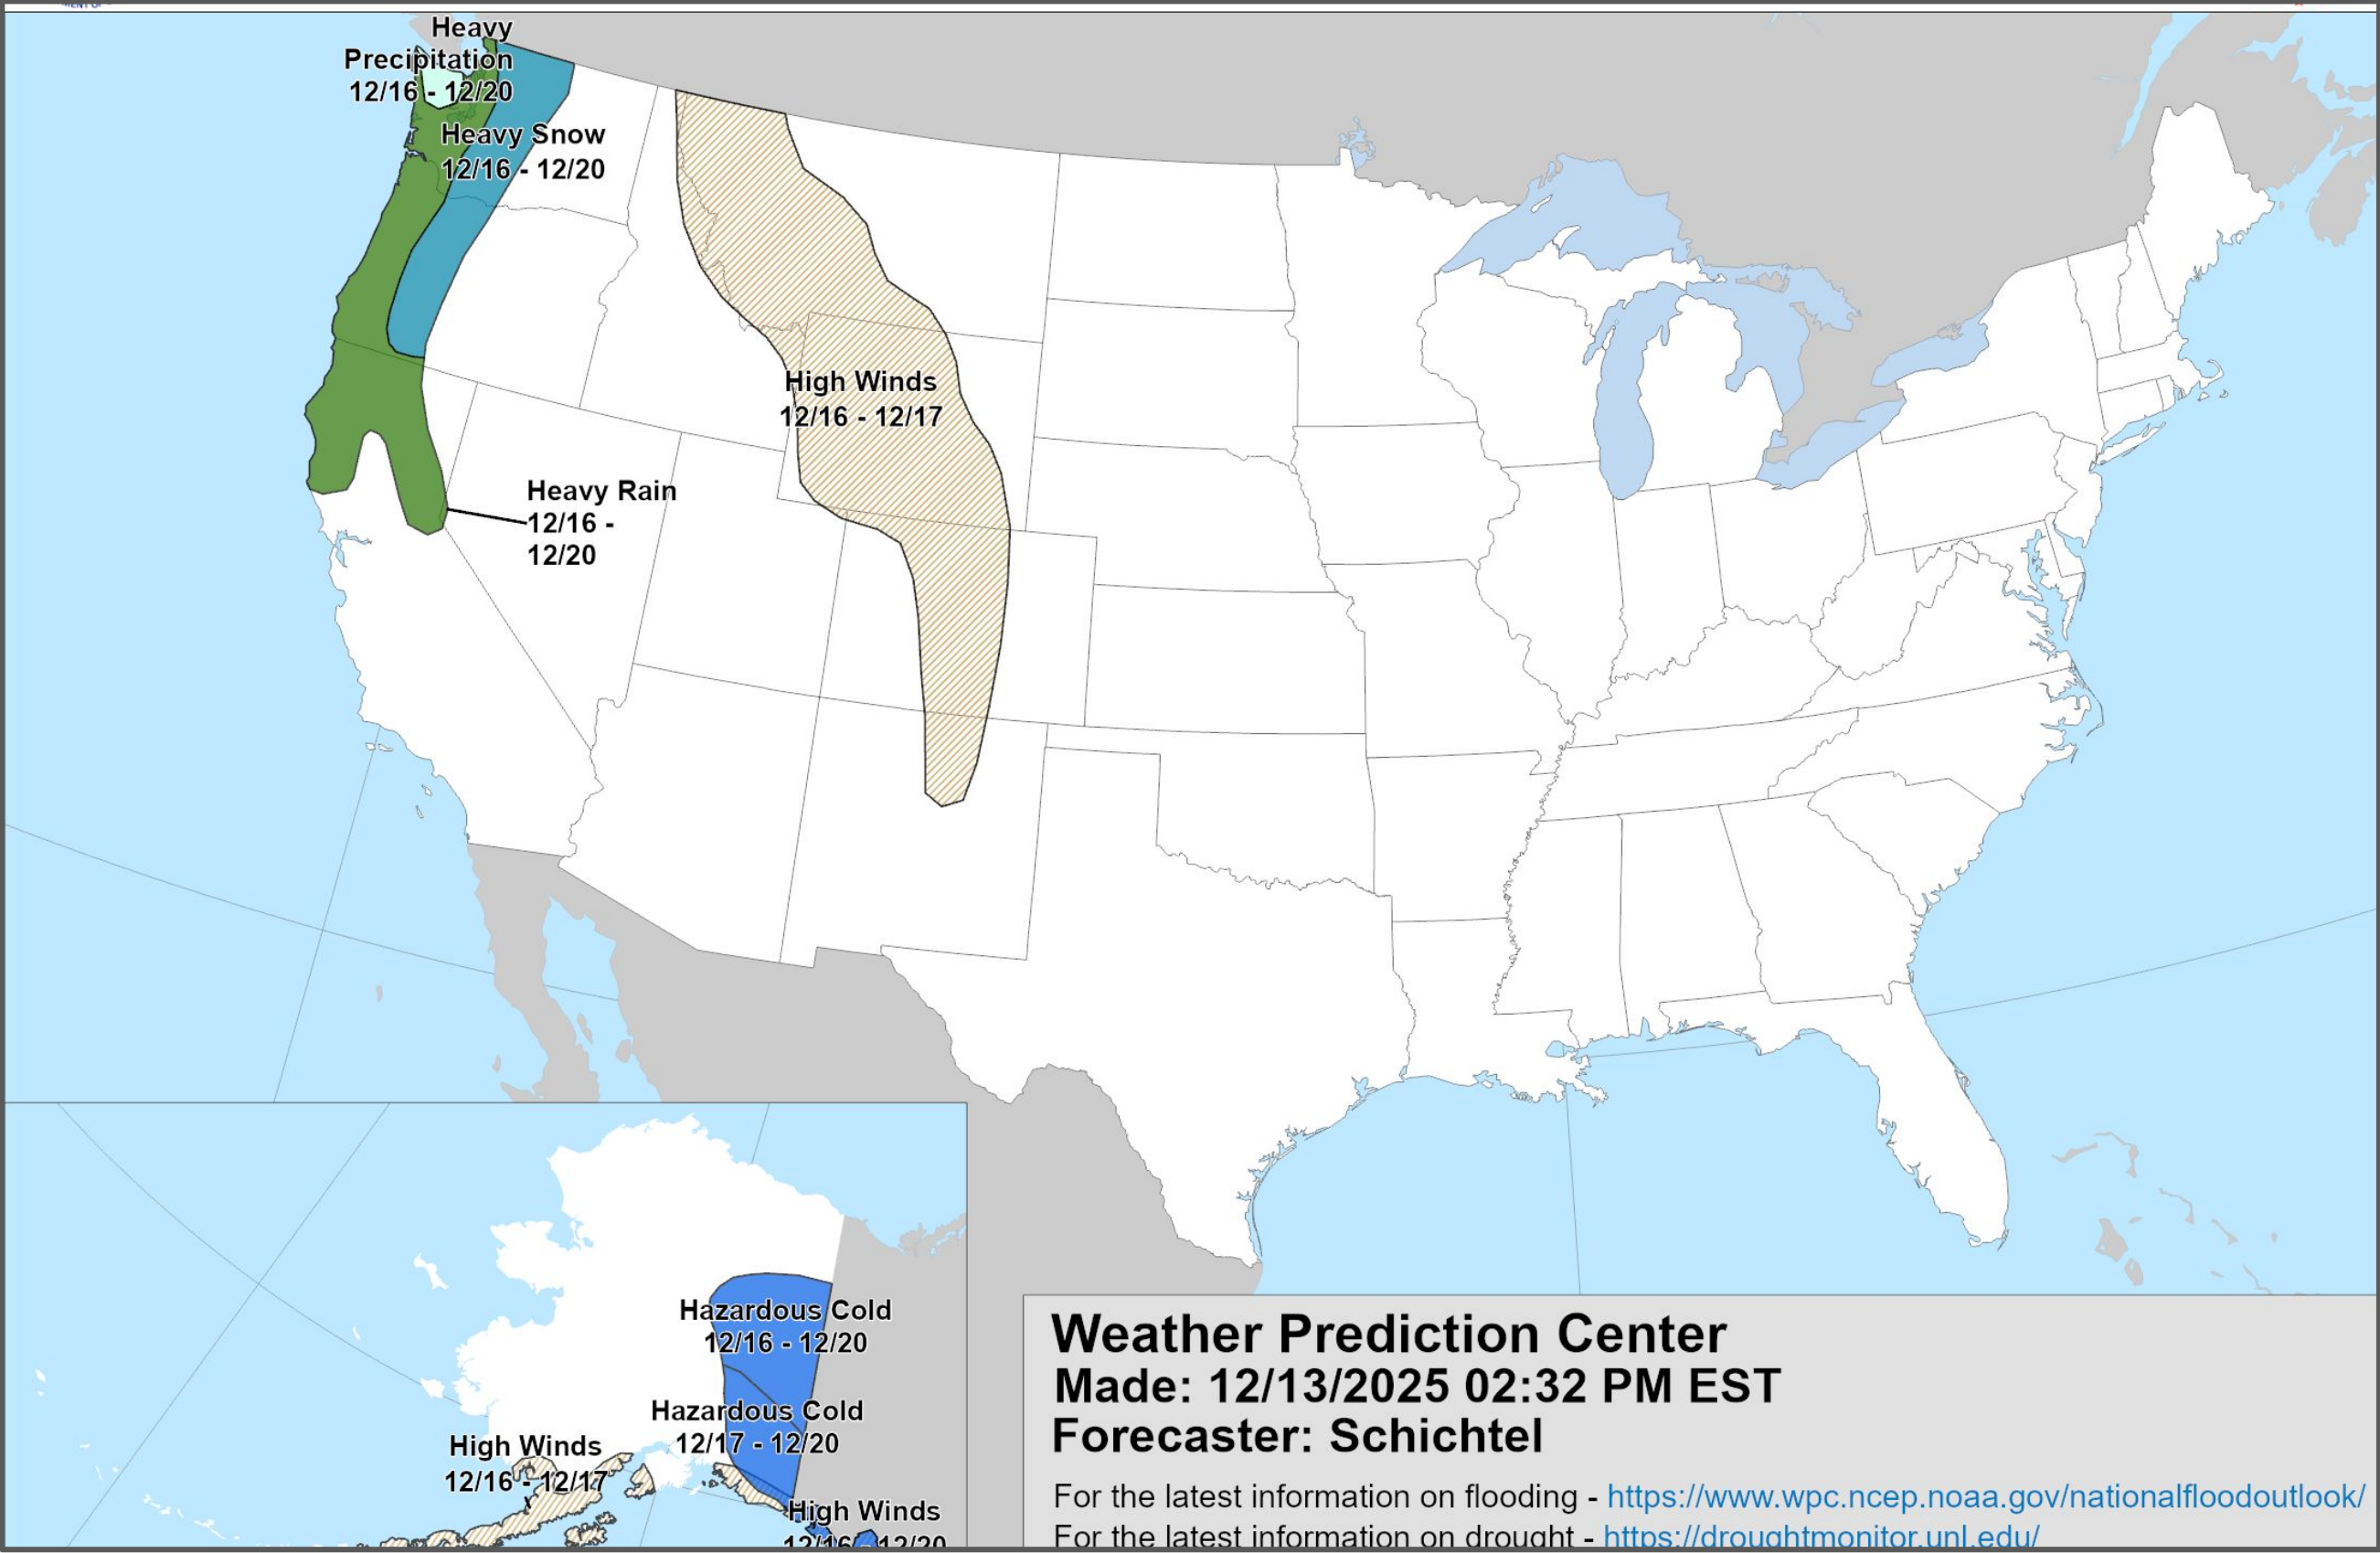 Heavy
Precipitation
12/16 - 12/20
Heavy Snow
12/16 - 12/20
High Winds
12/16 - 12/17
Heavy Rain
12/16 -
12/20
Hazardous Cold
12/16 - 12/20
Hazardous Cold
12/17 - 12/20
High Winds
12/16 - 12/17
High Winds
12/16 - 12/20
Weather Prediction Center
Made: 12/13/2025 02:32 PM EST
Forecaster: Schichtel
For the latest information on flooding - https://www.wpc.ncep.noaa.gov/nationalfloodoutlook/
For the latest information on drought - https://droughtmonitor.unl.edu/